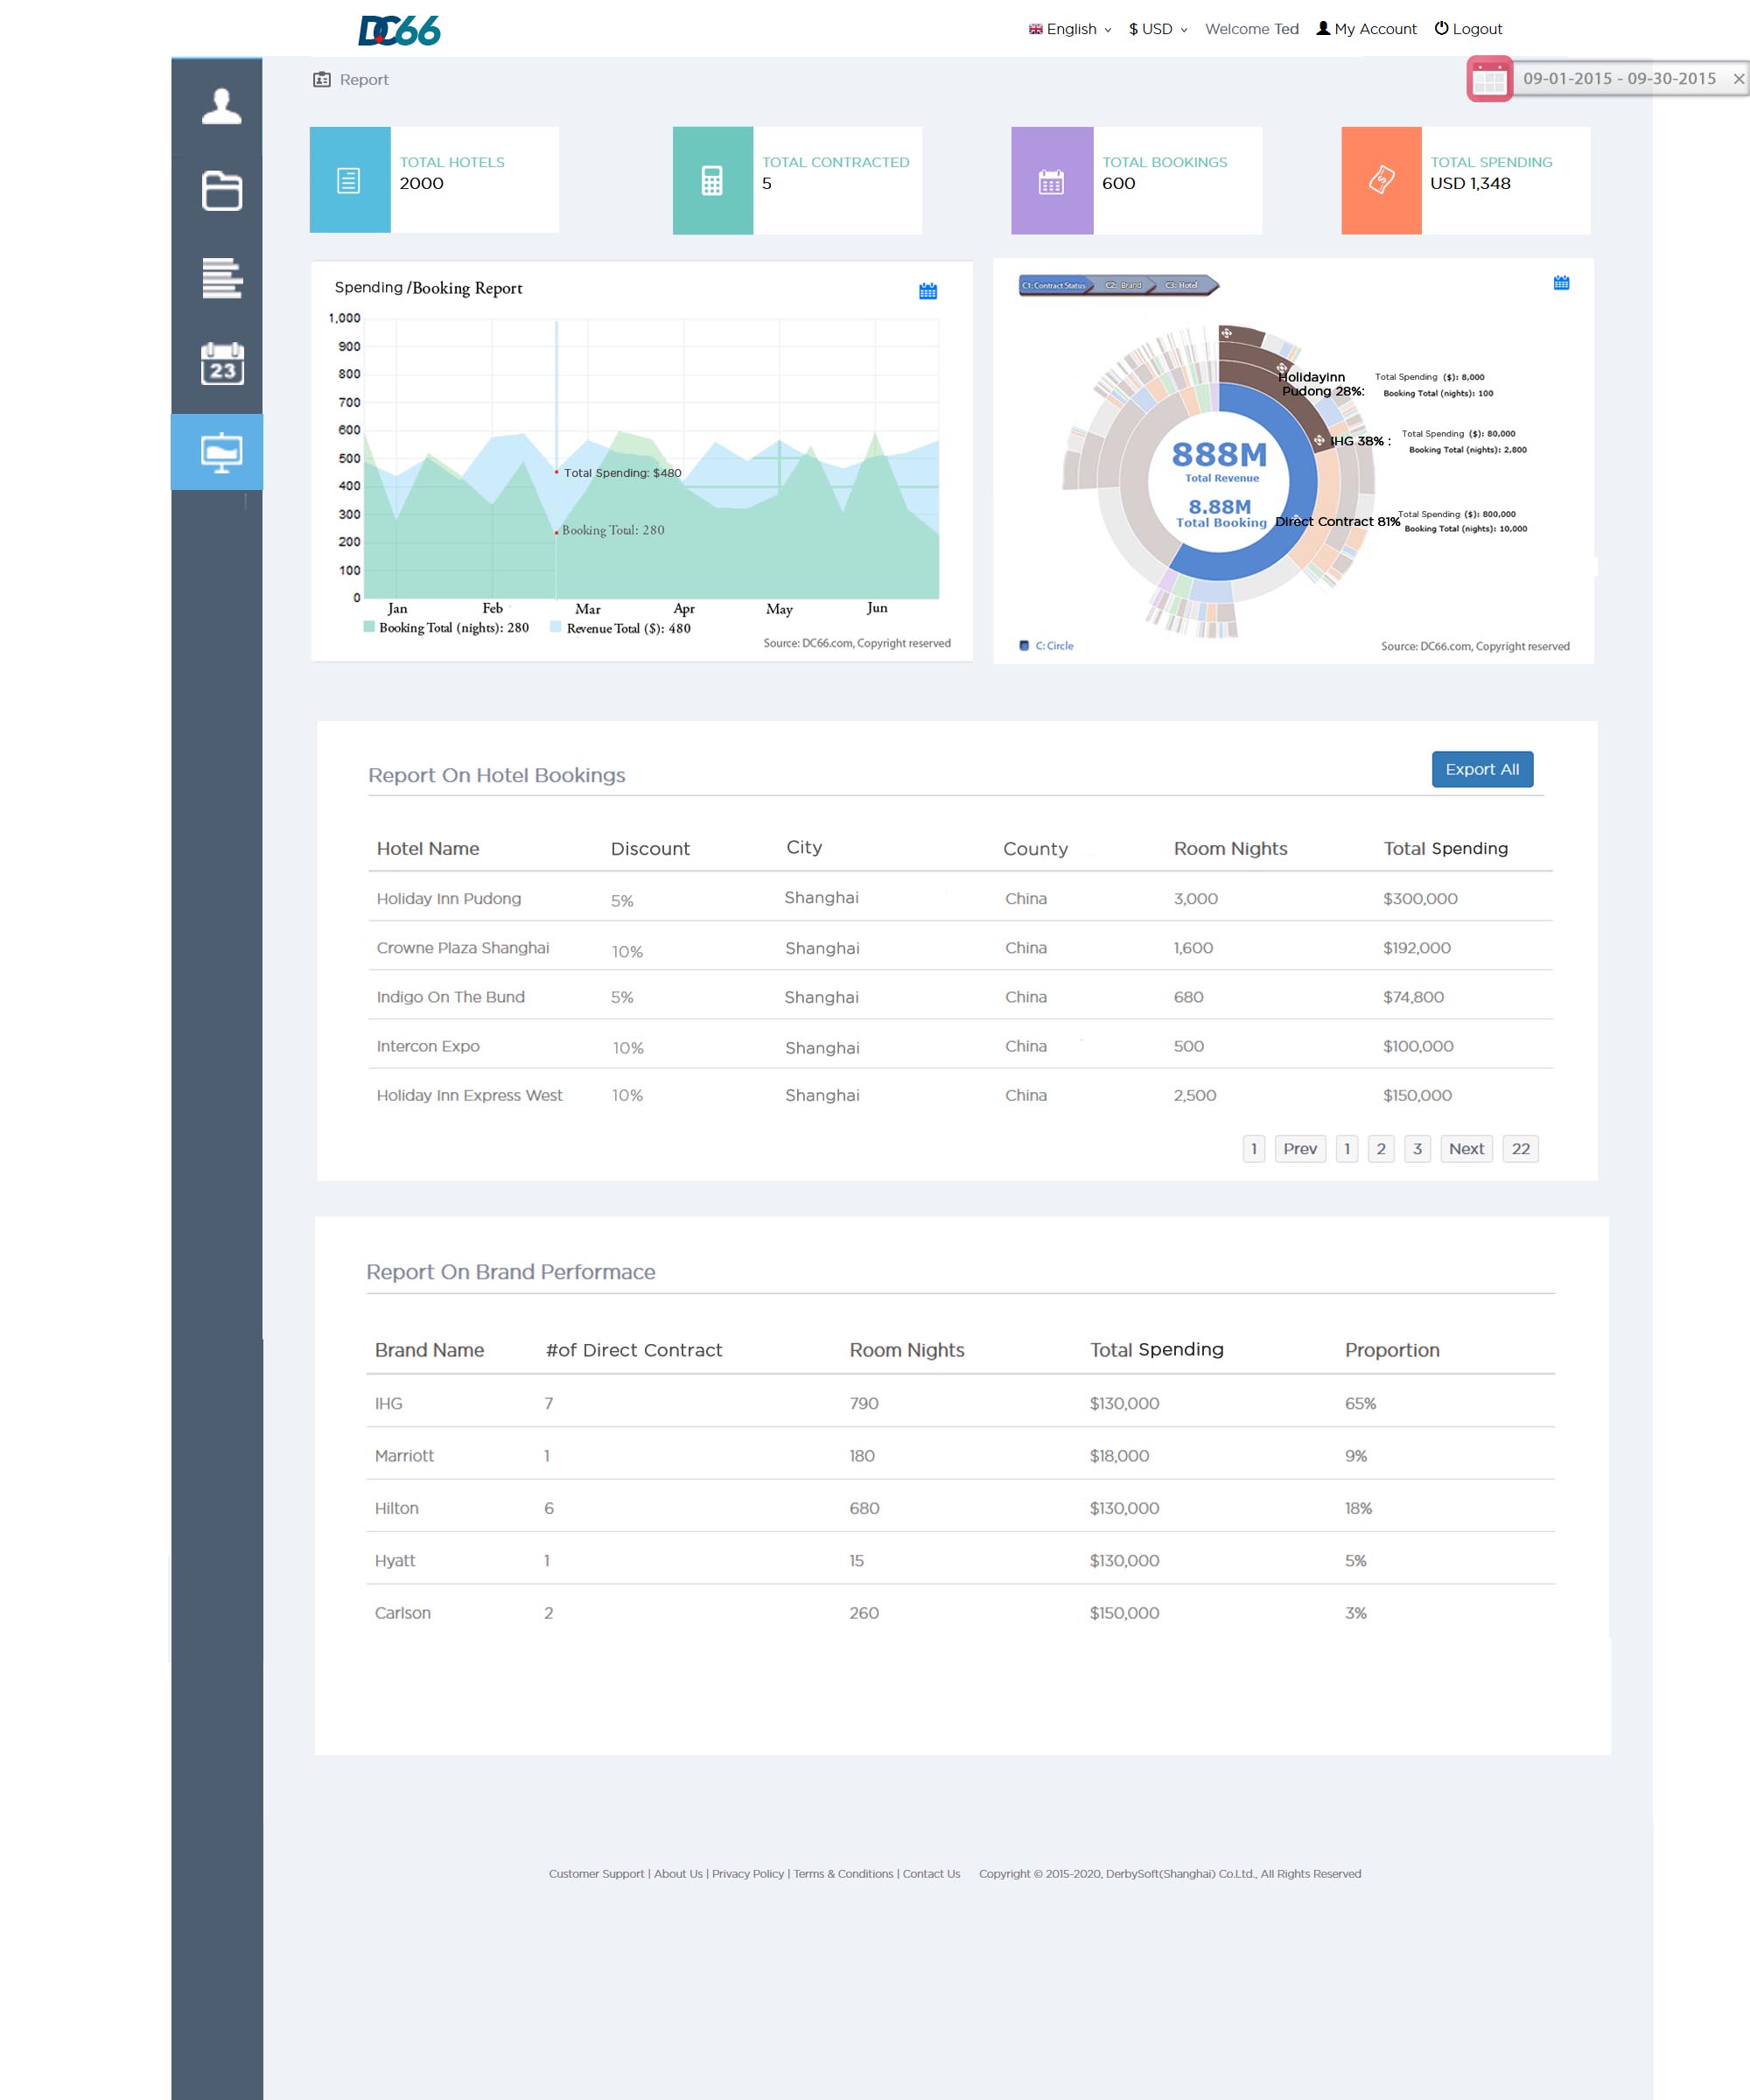 DC66
English $ USD Welcome Ted My Account Logout
Report
09-01-2015 - 09-30-2015 ×
TOTAL HOTELS
2000
TOTAL CONTRACTED
5
TOTAL BOOKINGS
600
TOTAL SPENDING
USD 1,348
23
Spending /Booking Report
1,000
900
800
700
600
500
400
300
200
100
0
Total Spending: $480
Booking Total: 280
Jan Feb Mar Apr May Jun
Booking Total (nights): 280 Revenue Total ($): 480
Source: DC66.com, Copyright reserved
C1: Contract Status C2: Brand C3: Hotel
Holidayinn
Pudong 28%:
Total Spending ($): 8,000
Booking Total (nights): 100
IHG 38% :
Total Spending ($): 80,000
Booking Total (nights): 2,800
888M
Total Revenue
8.88M
Total Booking
Direct Contract 81%
Total Spending ($): 800,000
Booking Total (nights): 10,000
C: Circle
Source: DC66.com, Copyright reserved
Report On Hotel Bookings
Export All
Hotel Name Discount City County Room Nights Total Spending
Holiday Inn Pudong 5% Shanghai China 3,000 $300,000
Crowne Plaza Shanghai 10% Shanghai China 1,600 $192,000
Indigo On The Bund 5% Shanghai China 680 $74,800
Intercon Expo 10% Shanghai China 500 $100,000
Holiday Inn Express West 10% Shanghai China 2,500 $150,000
1 Prev 1 2 3 Next 22
Report On Brand Performace
Brand Name #of Direct Contract Room Nights Total Spending Proportion
IHG 7 790 $130,000 65%
Marriott 1 180 $18,000 9%
Hilton 6 680 $130,000 18%
Hyatt 1 15 $130,000 5%
Carlson 2 260 $150,000 3%
Customer Support | About Us | Privacy Policy | Terms & Conditions | Contact Us Copyright © 2015-2020, DerbySoft(Shanghai) Co.Ltd., All Rights Reserved